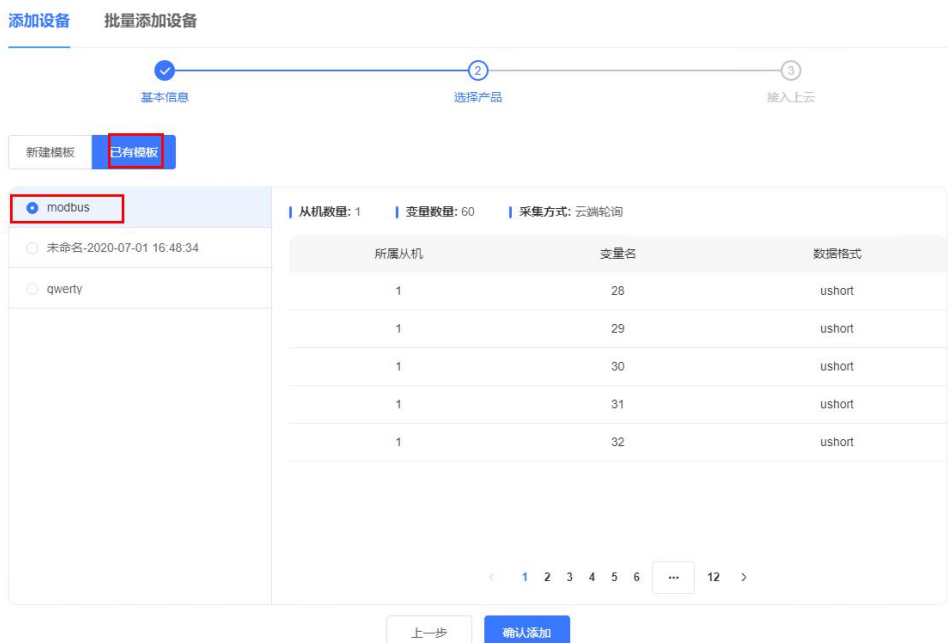 添加设备 批量添加设备
2 3
基本信息 选择产品 接入上云
新建模板 已有模板
modbus
未命名-2020-07-01 16:48:34
qwerty
从机数量: 1 变量数量: 60 采集方式: 云端轮询
所属从机 变量名 数据格式
1 28 ushort
1 29 ushort
1 30 ushort
1 31 ushort
1 32 ushort
< 1 2 3 4 5 6 ••• 12 >
上一步 确认添加